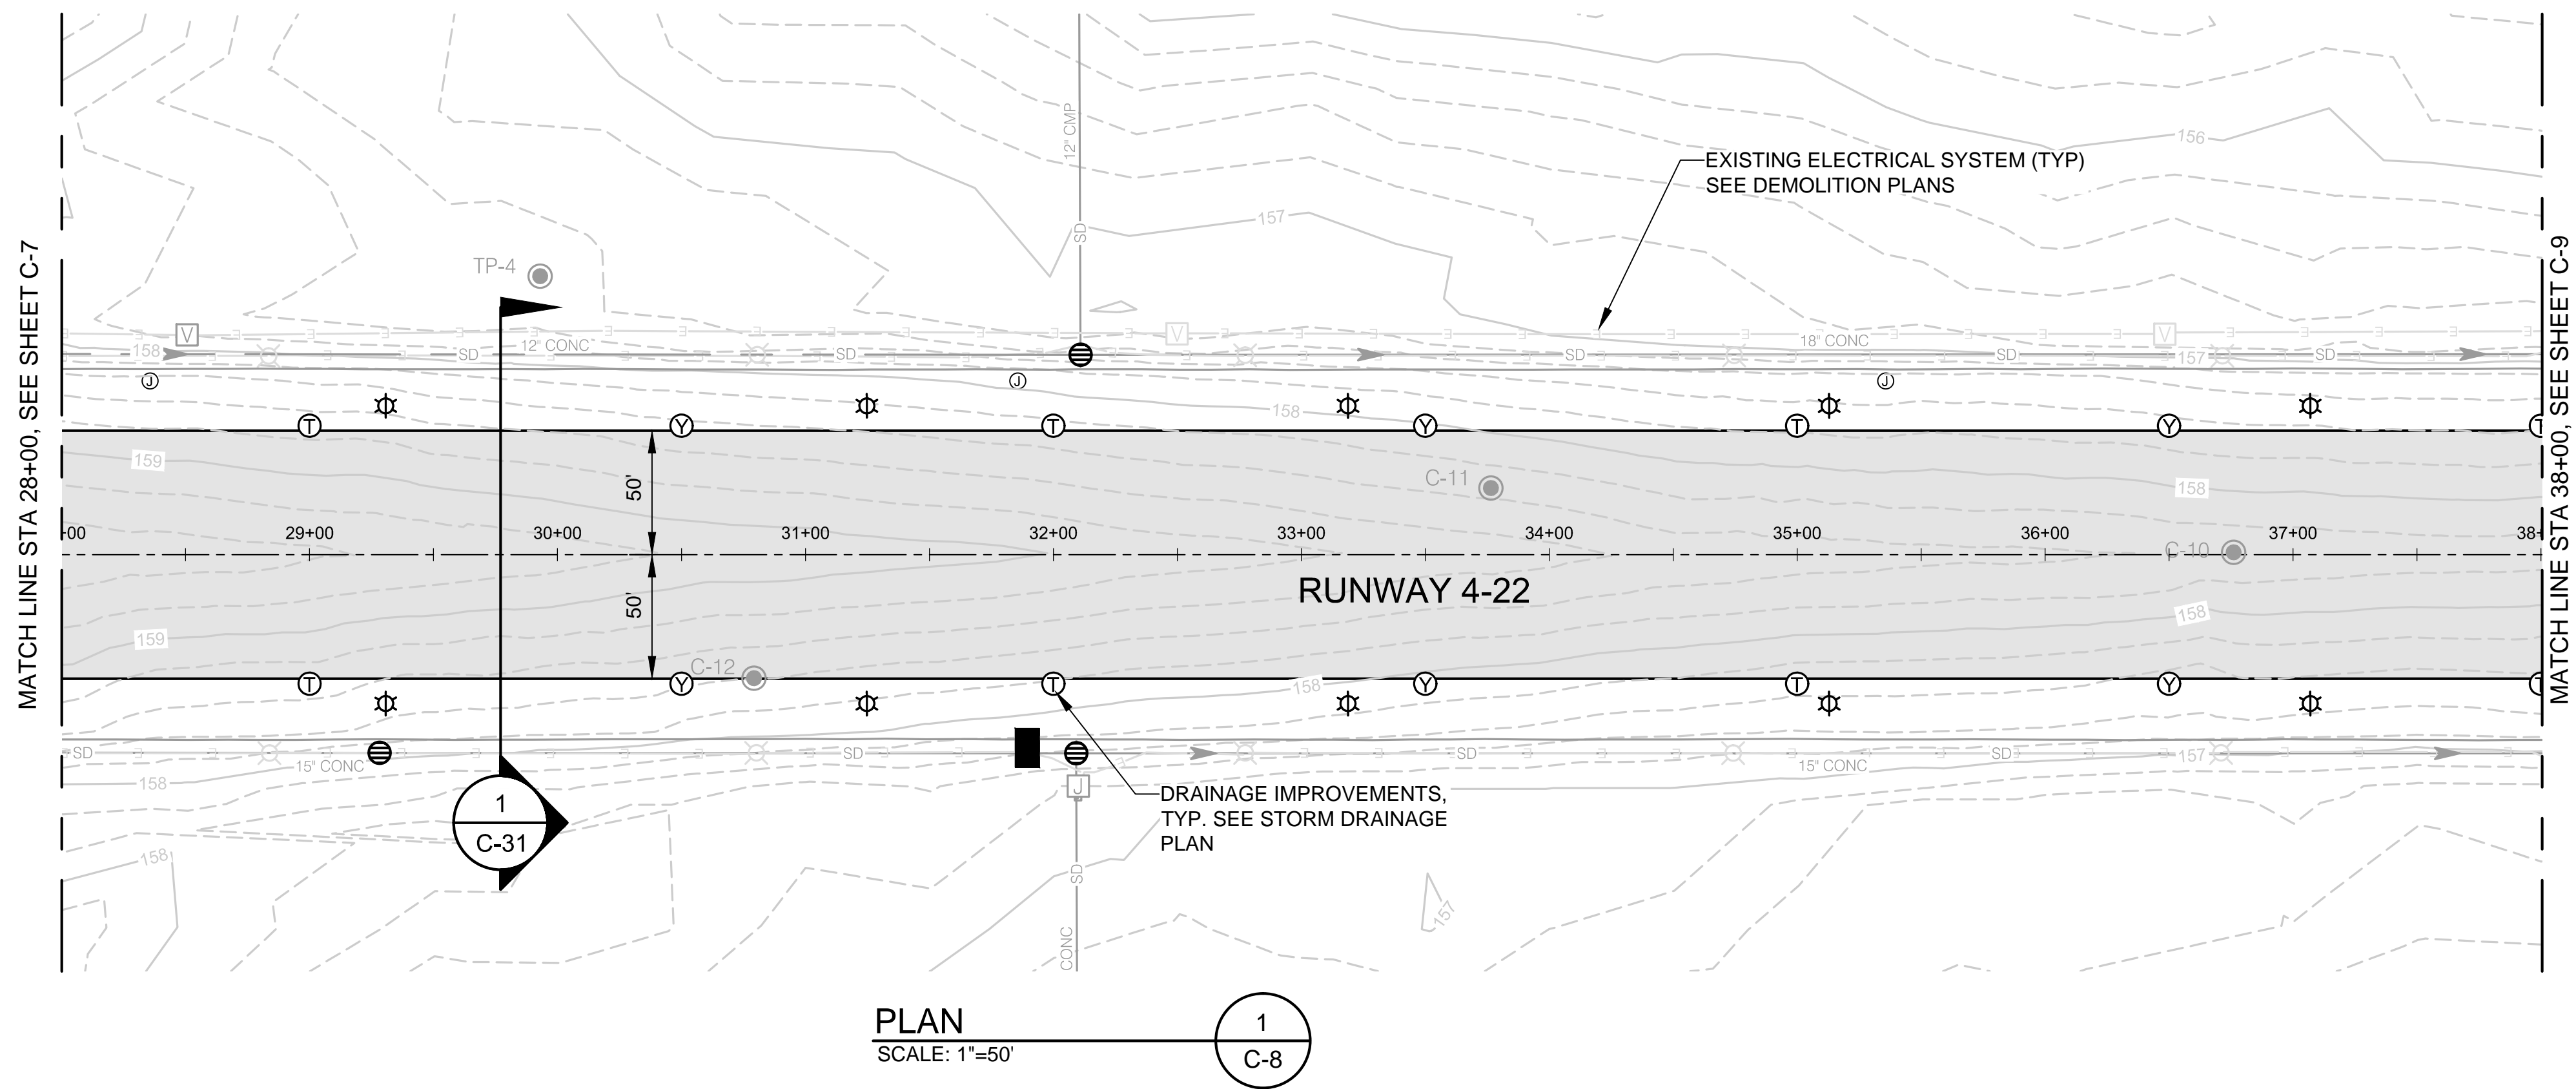 MATCH LINE STA 28+00, SEE SHEET C-7
12" CMP
SD
156
EXISTING ELECTRICAL SYSTEM (TYP)
SEE DEMOLITION PLANS
157
TP-4
V
V
V
158
SD
12" CONC
SD
SD
18" CONC
SD
157
SD
J
J
J
158
T
Y
T
Y
T
Y
T
159
50'
C-11
158
+00
29+00
30+00
31+00
32+00
33+00
34+00
35+00
36+00
37+00
38+
C-10
RUNWAY 4-22
50'
159
158
C-12
158
T
Y
T
Y
T
Y
T
SD
15" CONC
SD
SD
15" CONC
SD
157
158
J
DRAINAGE IMPROVEMENTS,
TYP. SEE STORM DRAINAGE
PLAN
1
C-31
158
SD
157
CONC
MATCH LINE STA 38+00, SEE SHEET C-9
PLAN
SCALE: 1"=50'
1
C-8